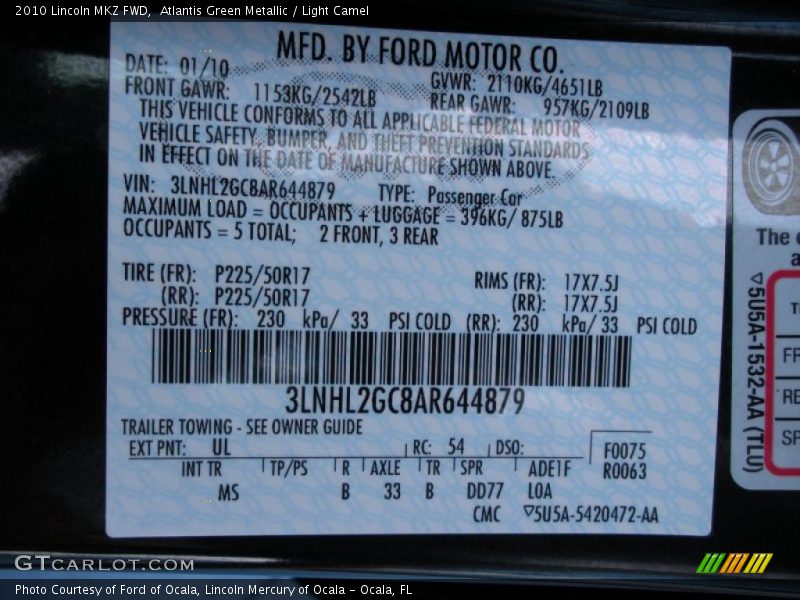 2010 Lincoln MKZ FWD, Atlantis Green Metallic / Light Camel
MFD. BY FORD MOTOR CO.
DATE: 01/10 GVWR: 2110KG/4651LB
FRONT GAWR: 1153KG/2542LB REAR GAWR: 957KG/2109LB
THIS VEHICLE CONFORMS TO ALL APPLICABLE FEDERAL MOTOR
VEHICLE SAFETY, BUMPER, AND THEFT PREVENTION STANDARDS
IN EFFECT ON THE DATE OF MANUFACTURE SHOWN ABOVE.
VIN: 3LNHL2GC8AR644879 TYPE: Passenger Car
MAXIMUM LOAD = OCCUPANTS + LUGGAGE = 396KG/ 875LB
OCCUPANTS = 5 TOTAL; 2 FRONT, 3 REAR
TIRE (FR): P225/50R17 RIMS (FR): 17X7.5J
(RR): P225/50R17 (RR): 17X7.5J
PRESSURE (FR): 230 kPa/ 33 PSI COLD (RR): 230 kPa/ 33 PSI COLD
3LNHL2GC8AR644879
TRAILER TOWING - SEE OWNER GUIDE
EXT PNT: UL RC: 54 DSO: F0075
INT TR TP/PS R AXLE TR SPR ADE1F R0063
MS B 33 B DD77 L0A
CMC ▽5U5A-5420472-AA
The
▽5U5A-1532-AA (TLU)
GTCARLOT.COM
Photo Courtesy of Ford of Ocala, Lincoln Mercury of Ocala - Ocala, FL